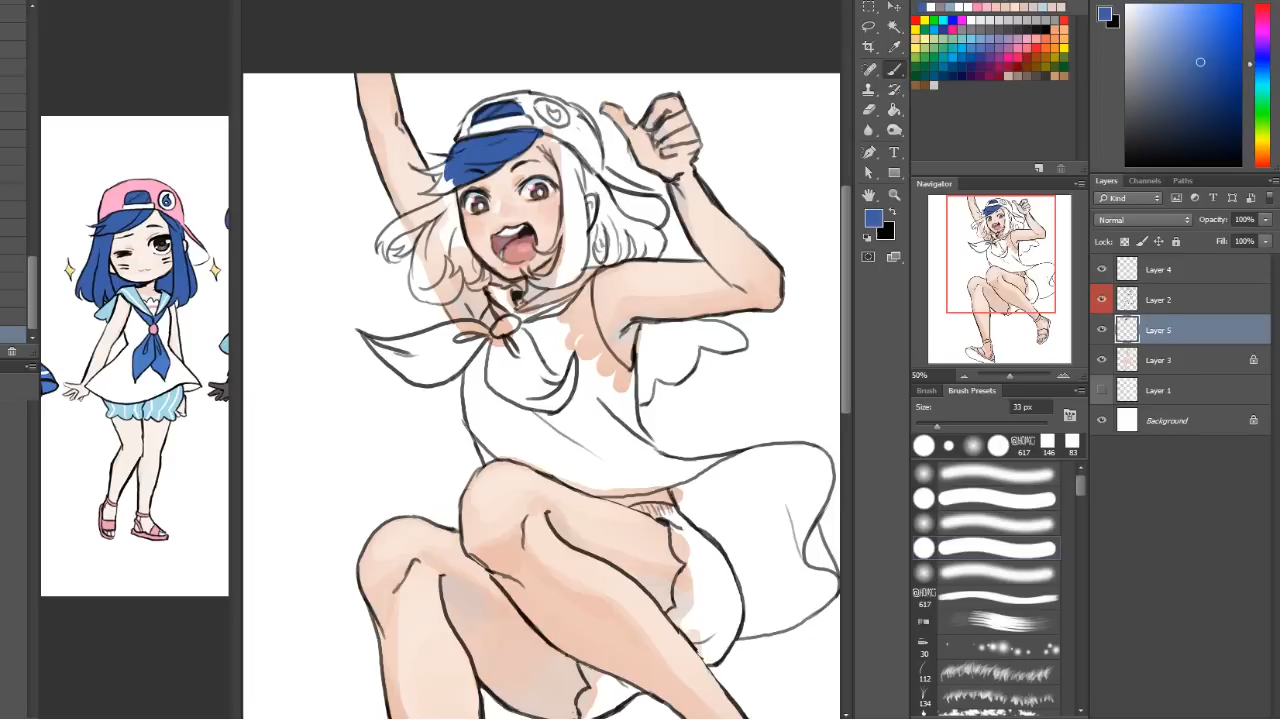 Navigator
50%
Brush
Brush Presets
Size:
33 px
617
146
83
617
30
112
134
Layers
Channels
Paths
Kind
Normal
Opacity:
100%
Lock:
Fill:
100%
Layer 4
Layer 2
Layer 5
Layer 3
Layer 1
Background